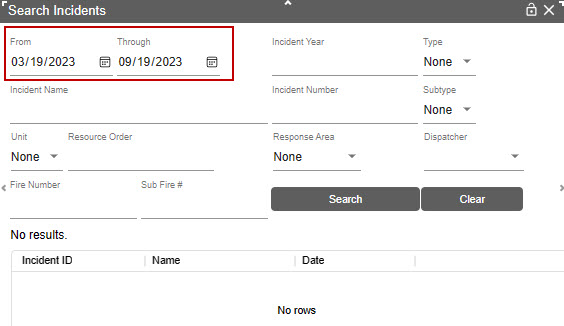 Search Incidents
From Through Incident Year Type
03/19/2023 09/19/2023 None
Incident Name Incident Number Subtype
None
Unit Resource Order Response Area Dispatcher
None None
Fire Number Sub Fire #
Search Clear
No results.
Incident ID Name Date
No rows